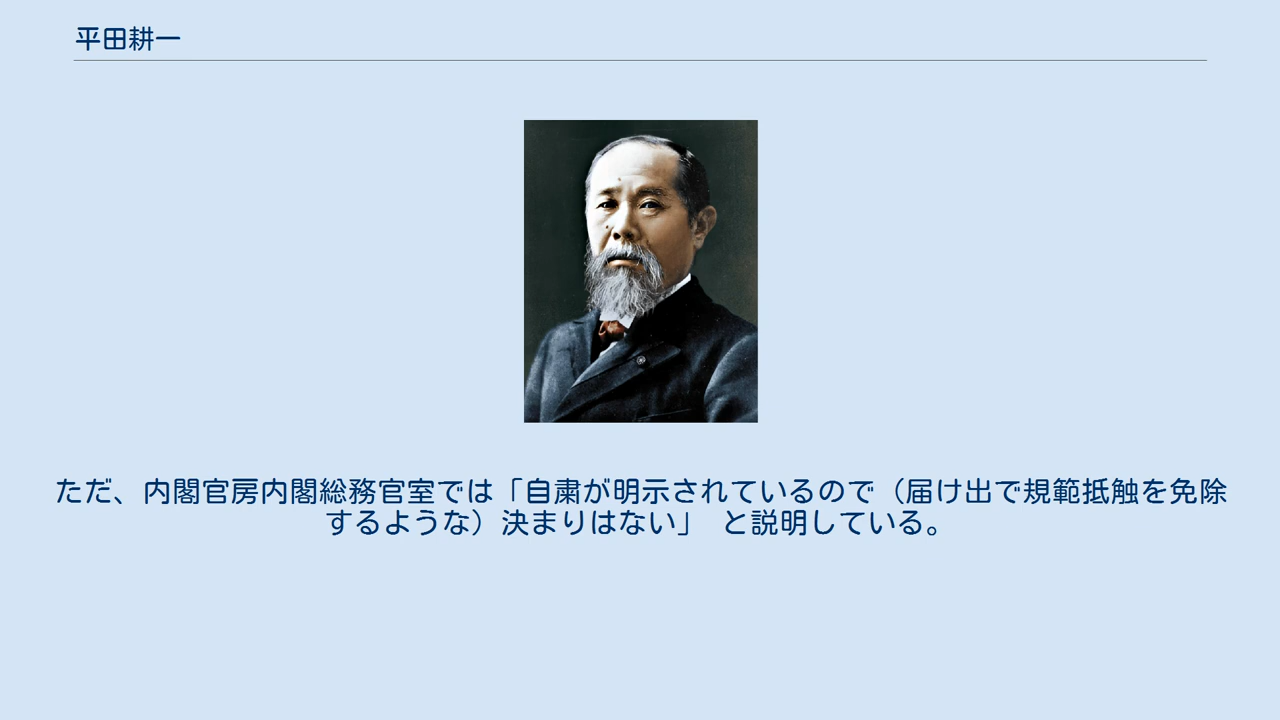 平田耕一
ただ、内閣官房内閣総務官室では「自粛が明示されているので（届け出で規範抵触を免除
するような）決まりはない」 と説明している。